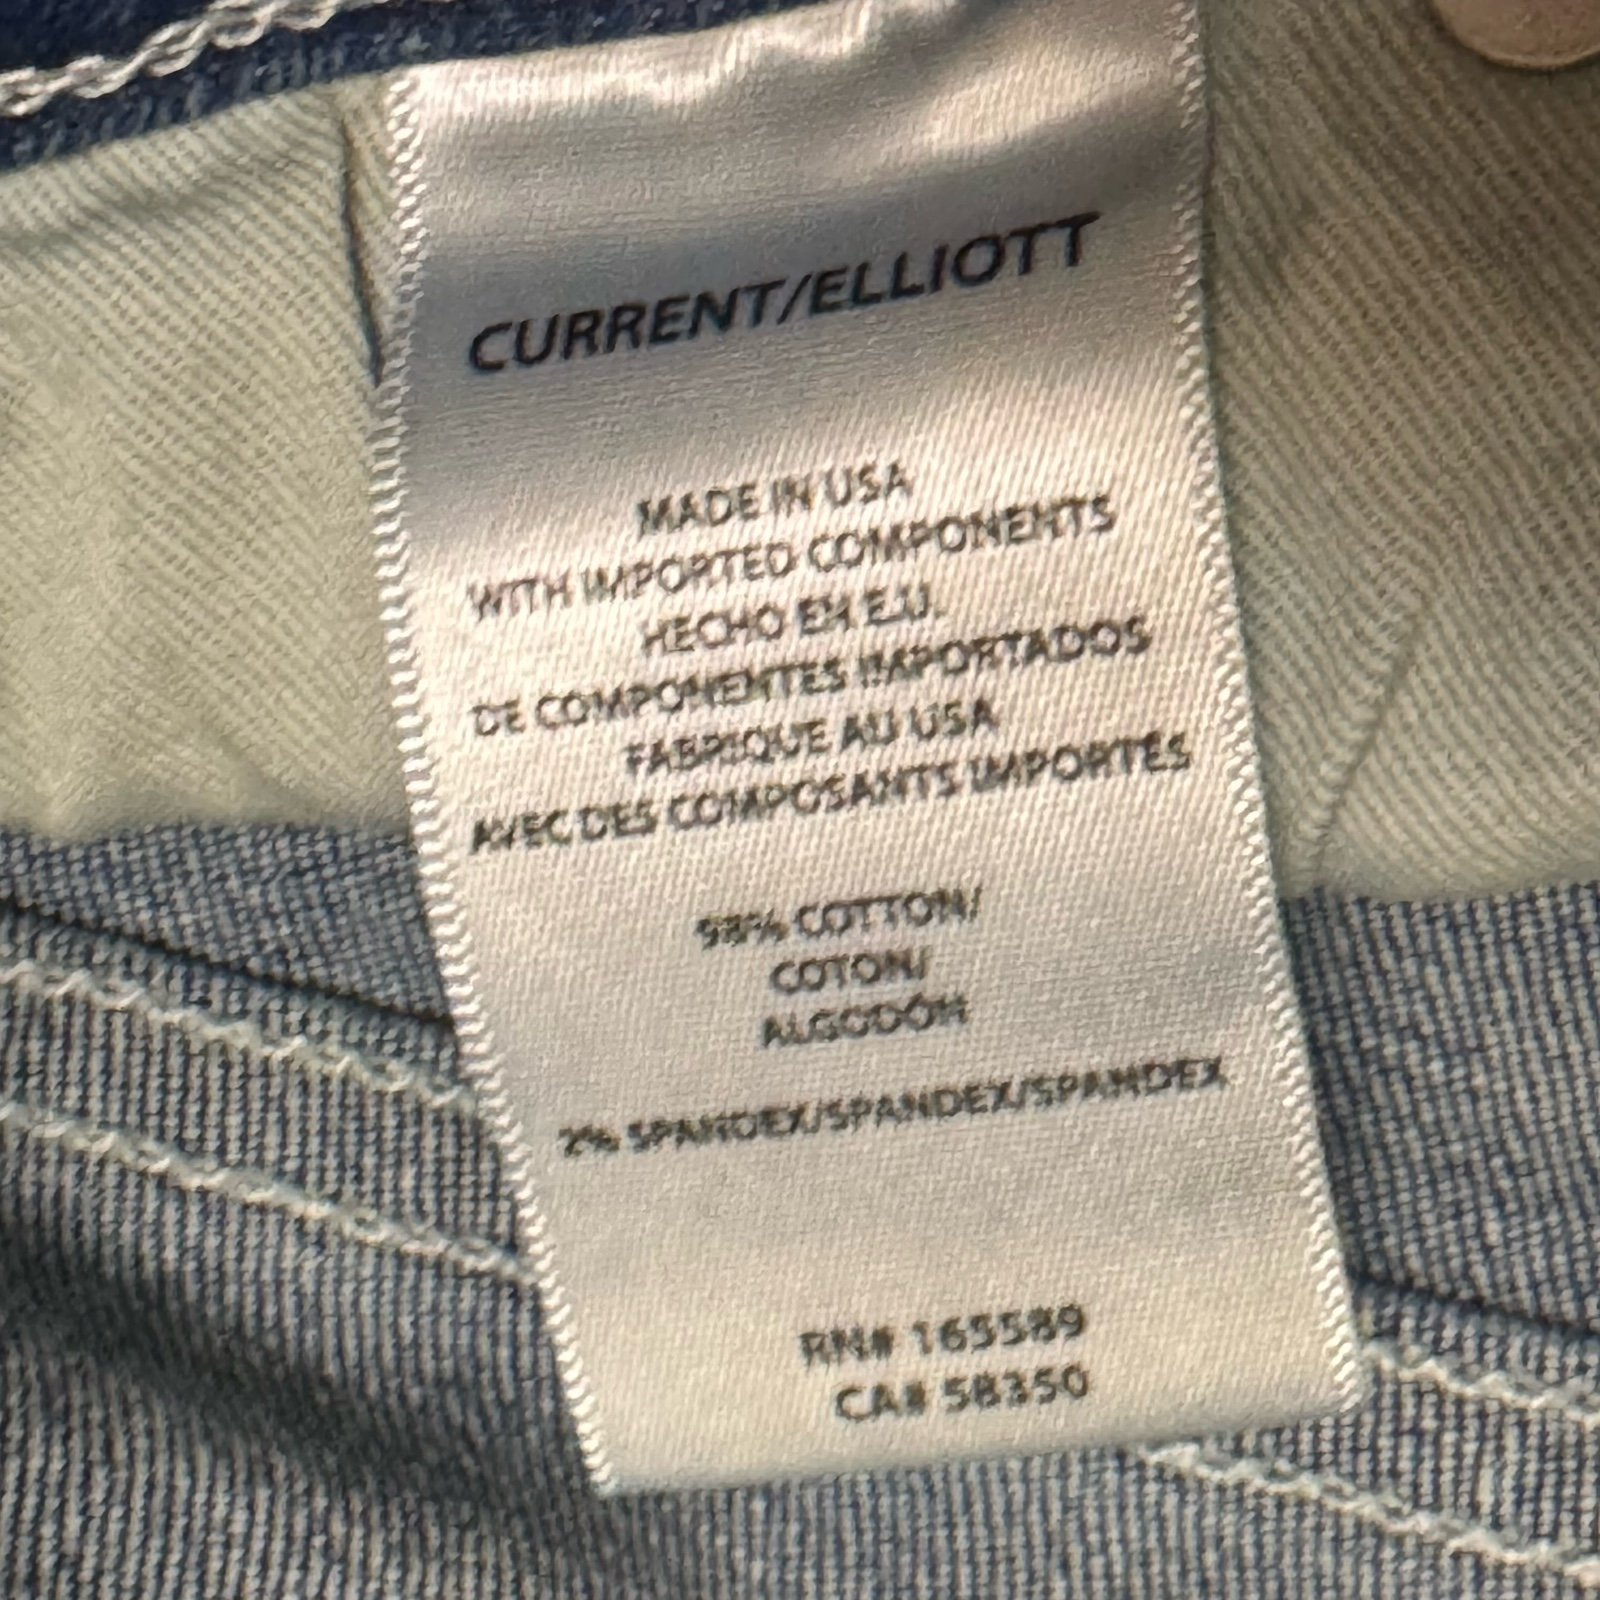 CURRENT/ELLIOTT
MADE IN USA
WITH IMPORTED COMPONENTS
HECHO EN E.U.
DE COMPONENTES IMPORTADOS
FABRIQUE AU USA
AVEC DES COMPOSANTS IMPORTÉS
98% COTTON/
COTON/
ALGODÓN
2% SPANDEX/SPANDEX/SPANDEX
RN# 165589
CA# 58350